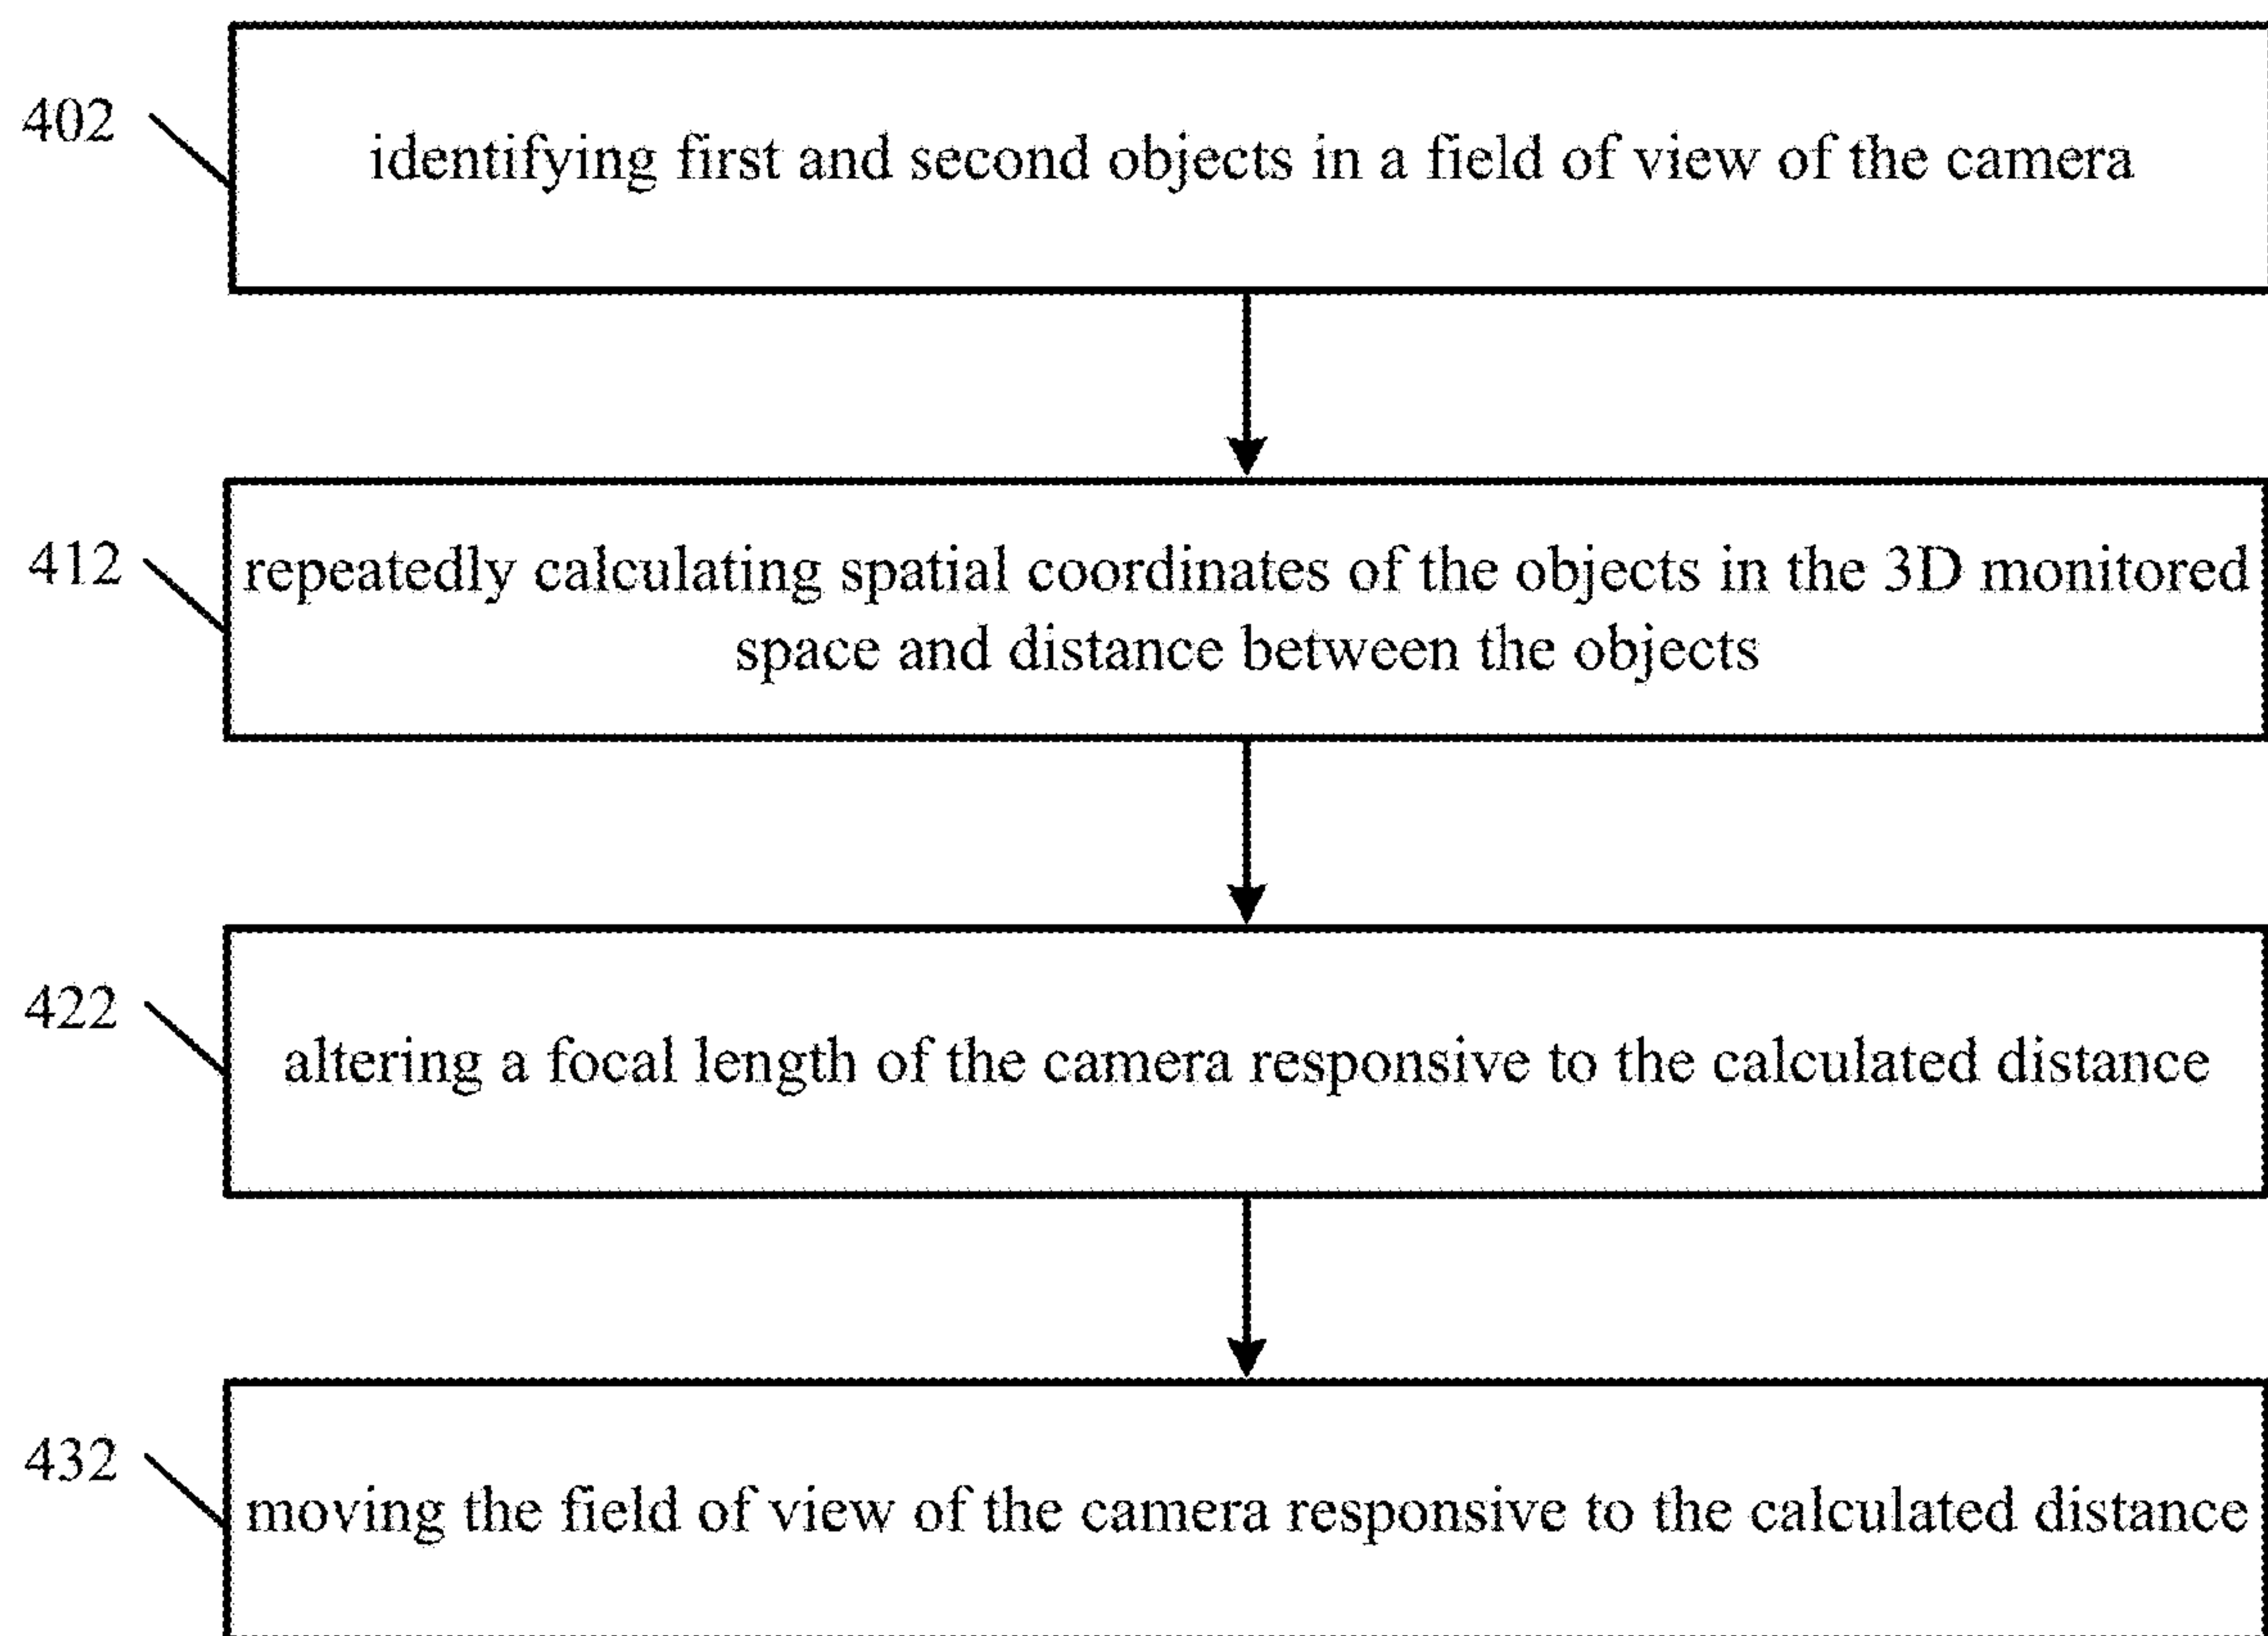 402
identifying first and second objects in a field of view of the camera
412
repeatedly calculating spatial coordinates of the objects in the 3D monitored
space and distance between the objects
422
altering a focal length of the camera responsive to the calculated distance
432
moving the field of view of the camera responsive to the calculated distance